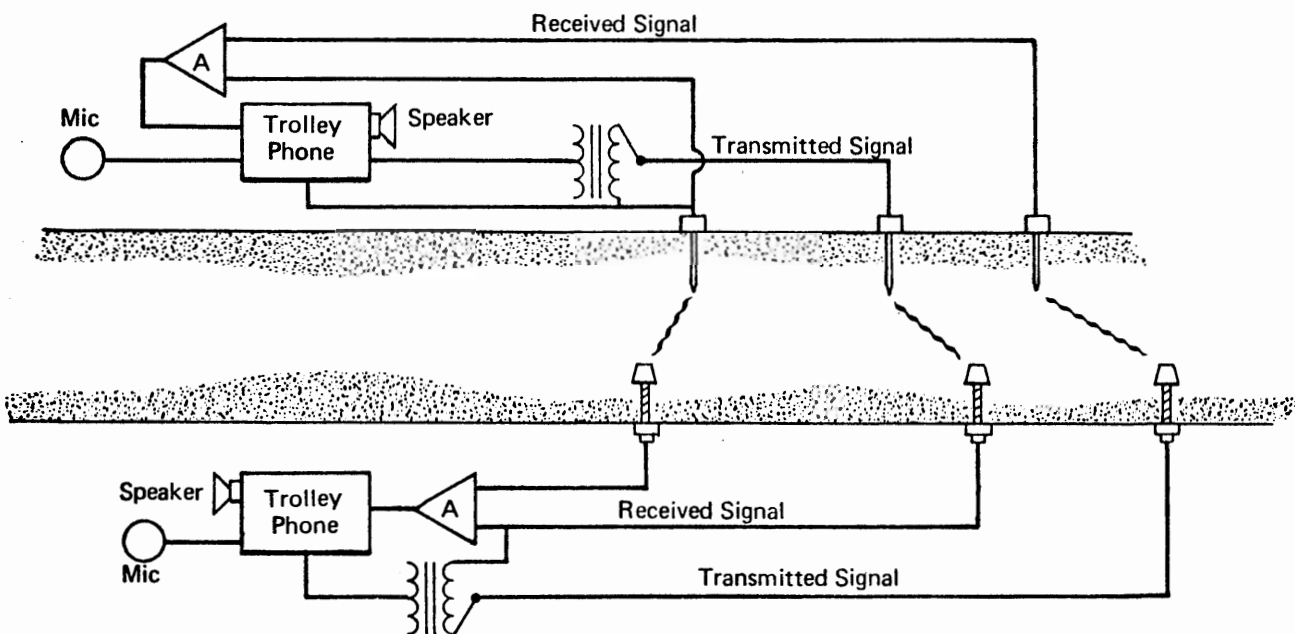 Received Signal
A
Mic
Trolley
Phone
Speaker
Transmitted Signal
Speaker
Trolley
Phone
A
Received Signal
Mic
Transmitted Signal